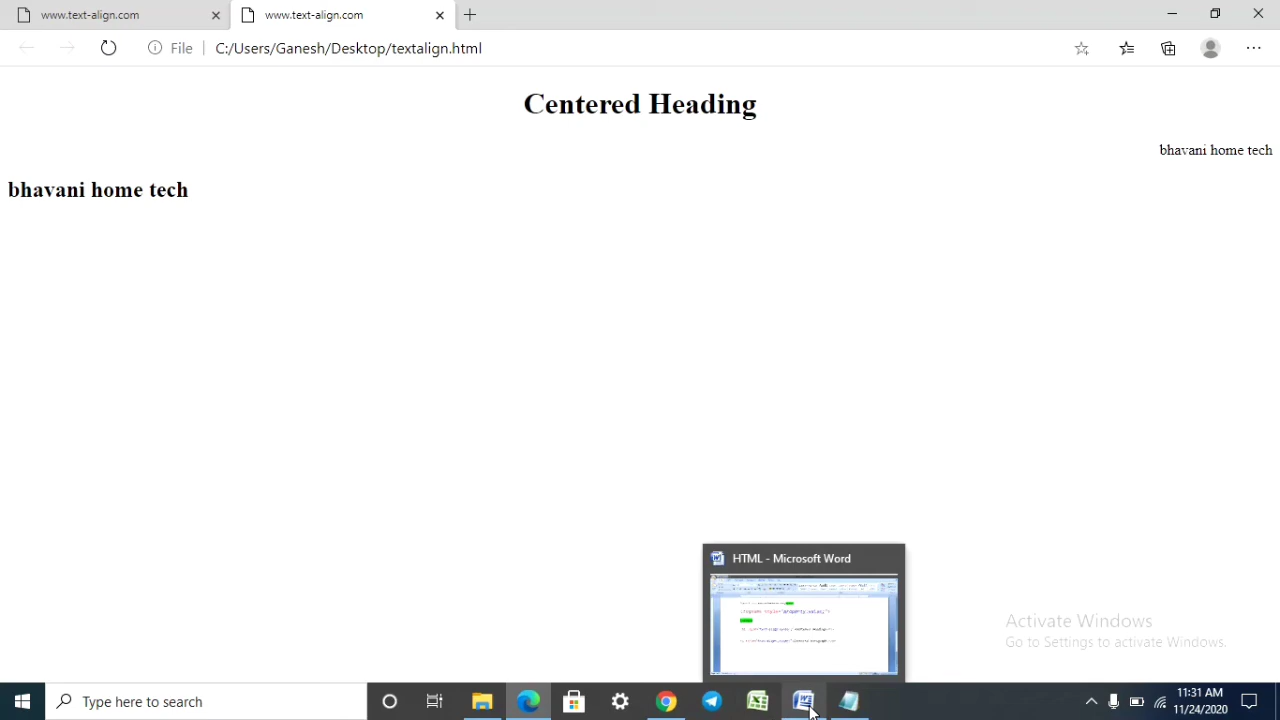 www.text-align.com
www.text-align.com
File
C:/Users/Ganesh/Desktop/textalign.html
Centered Heading
bhavani home tech
bhavani home tech
HTML - Microsoft Word
Activate Windows
Go to Settings to activate Windows.
Type here to search
11:31 AM
11/24/2020